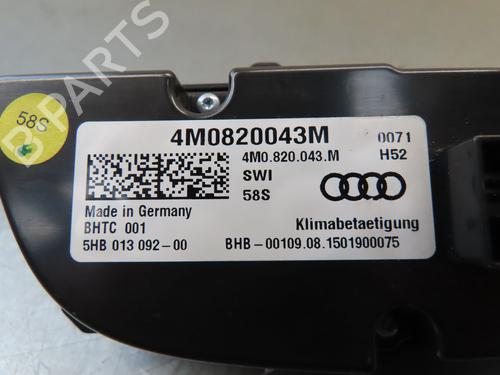 B-PARTS
58S
4M0820043M 0071
4M0.820.043.M H52
SWI
58S
Made in Germany
BHTC 001 Klimabetaetigung
5HB 013 092-00 BHB-00109.08.1501900075